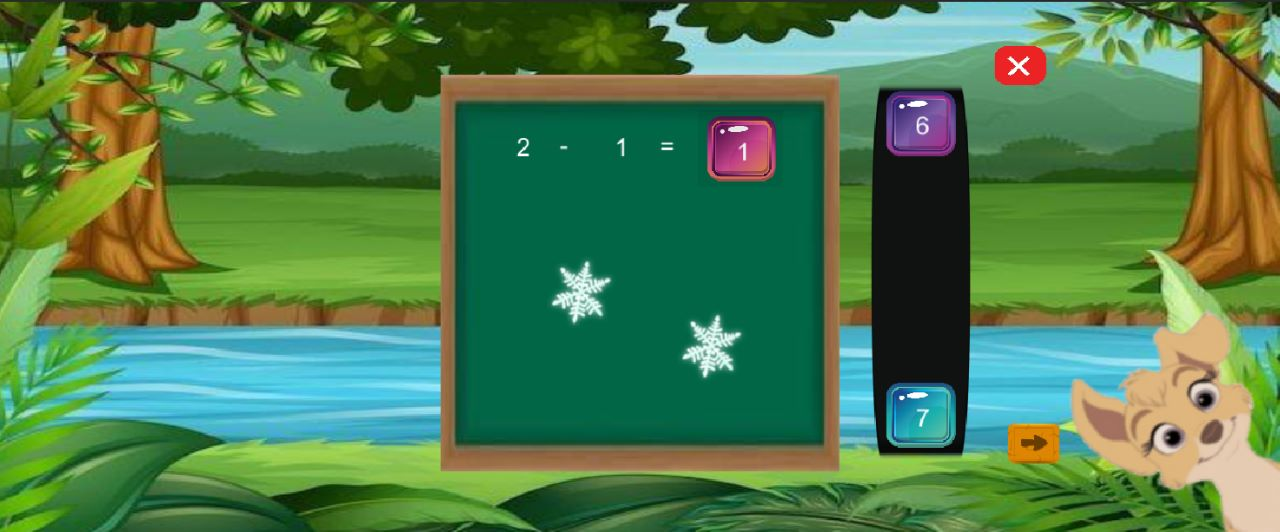 2 - 1 = 1
6
7